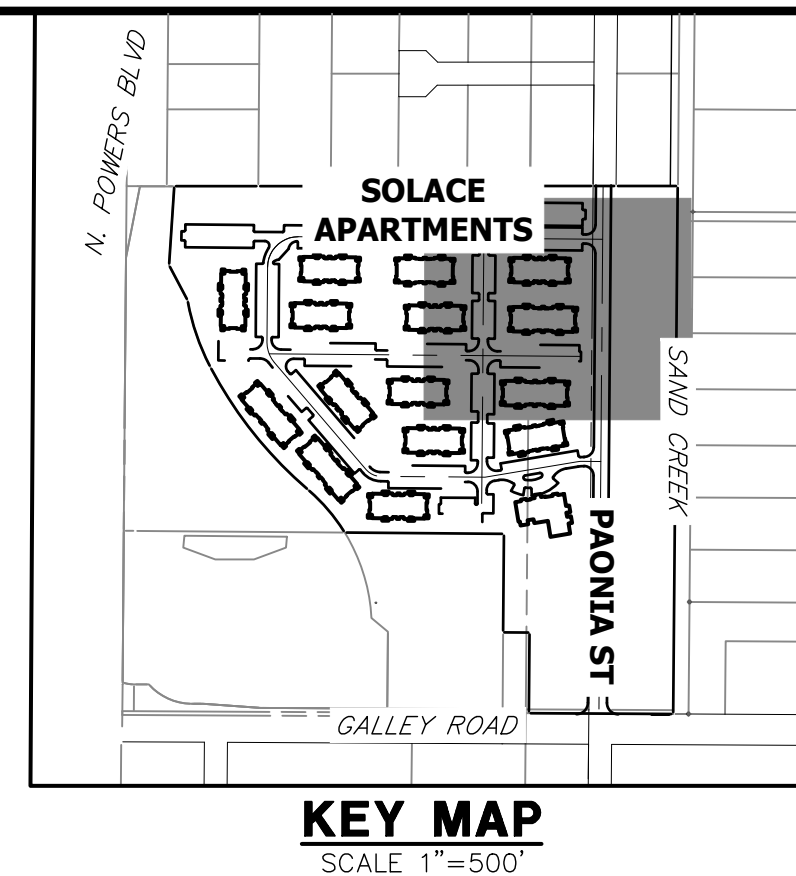 N. POWERS BLVD
SOLACE
APARTMENTS
SAND CREEK
PAONIA ST
GALLEY ROAD
KEY MAP
SCALE 1"=500'